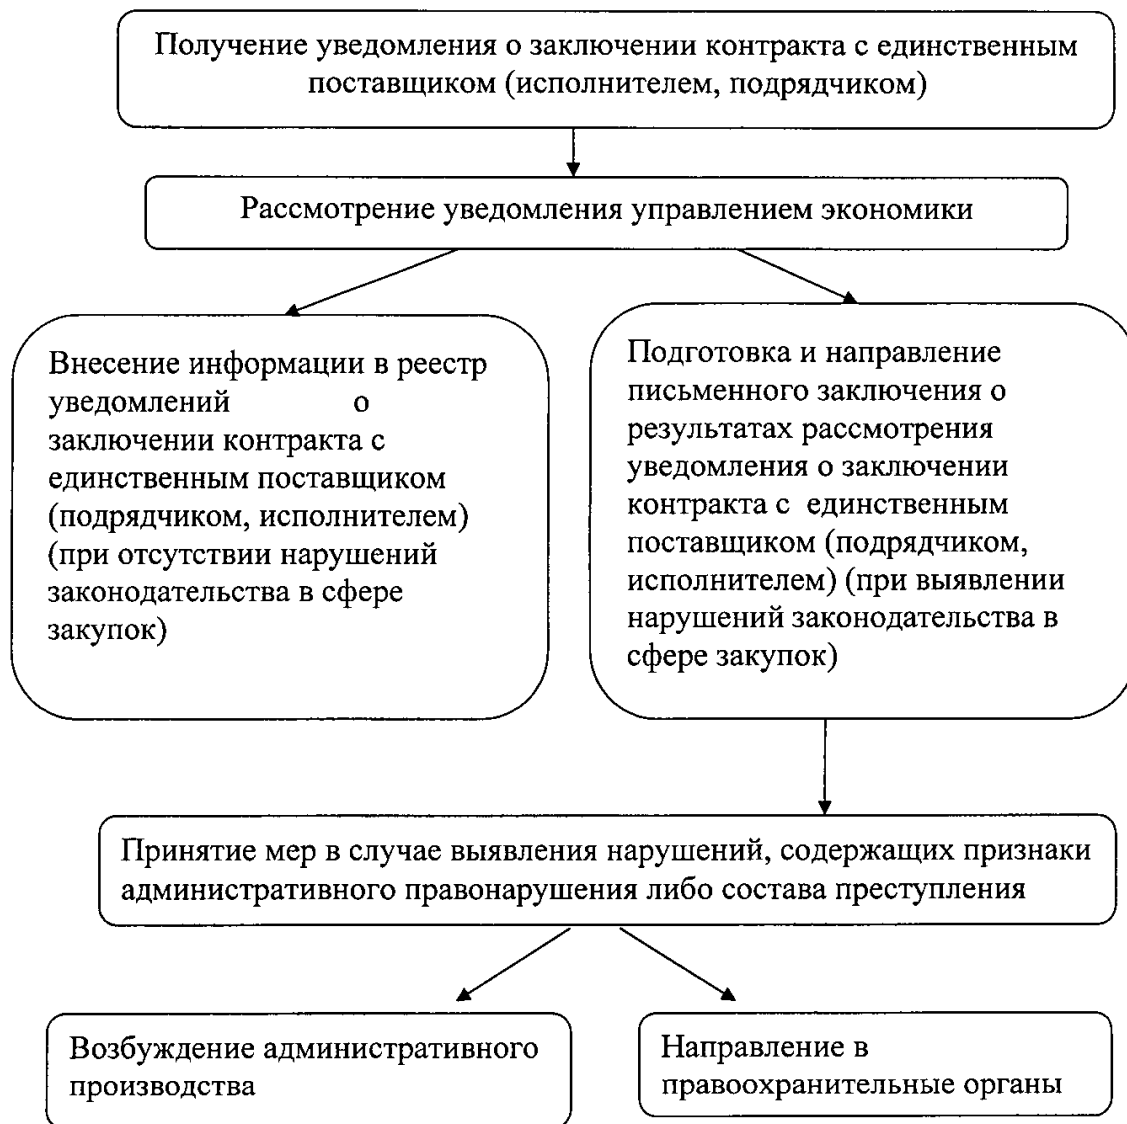 Получение уведомления о заключении контракта с единственным
поставщиком (исполнителем, подрядчиком)
Рассмотрение уведомления управлением экономики
Внесение информации в реестр
уведомлений о
заключении контракта с
единственным поставщиком
(подрядчиком, исполнителем)
(при отсутствии нарушений
законодательства в сфере
закупок)
Подготовка и направление
письменного заключения о
результатах рассмотрения
уведомления о заключении
контракта с единственным
поставщиком (подрядчиком,
исполнителем) (при выявлении
нарушений законодательства в
сфере закупок)
Принятие мер в случае выявления нарушений, содержащих признаки
административного правонарушения либо состава преступления
Возбуждение административного
производства
Направление в
правоохранительные органы